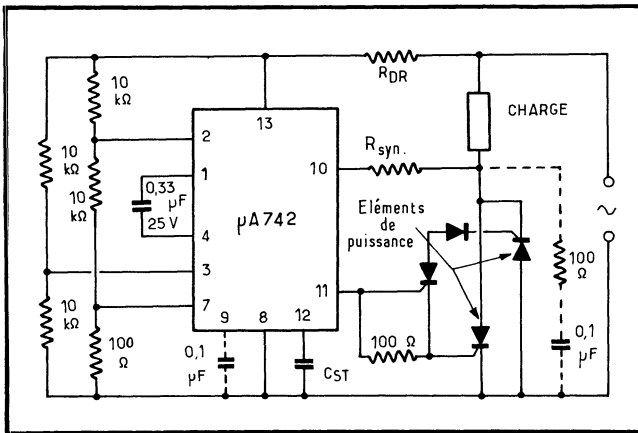 10
kΩ
10
kΩ
10
kΩ
10
kΩ
100
Ω
2
1
4
3
7
9
8
12
13
10
11
0,33
µF
25 V
µA742
R_DR
CHARGE
R_syn.
Eléments
de
puissance
100 Ω
0,1
µF
C_ST
100
Ω
0,1
µF
~